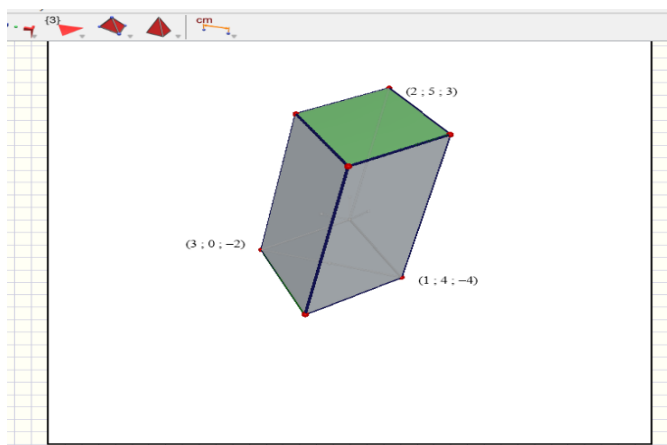 {3}
cm
(2 ; 5 ; 3)
(3 ; 0 ; −2)
(1 ; 4 ; −4)